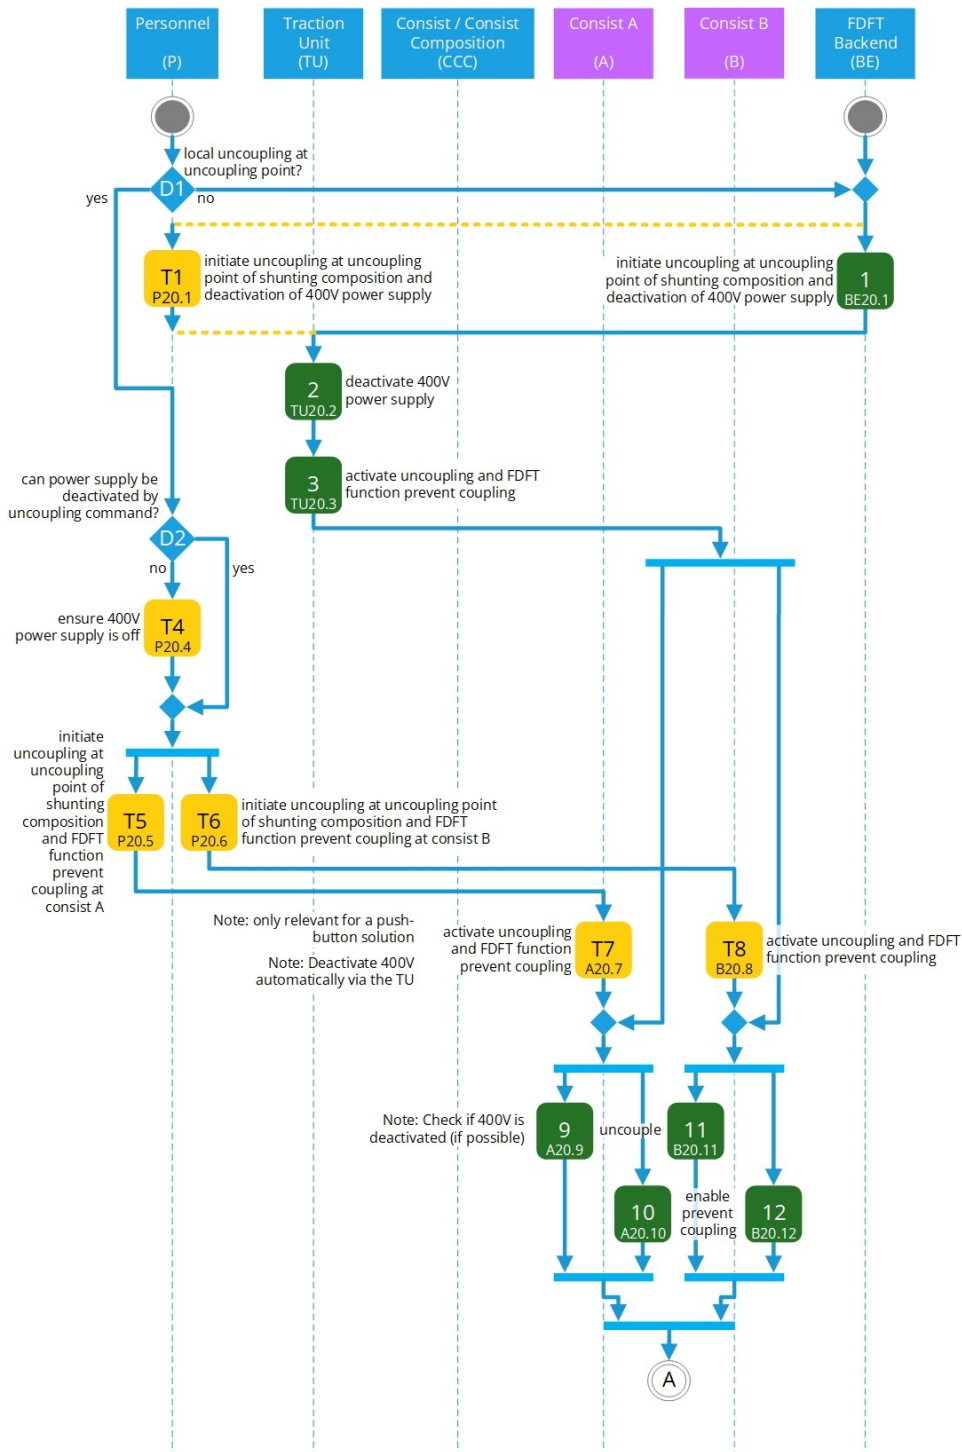 Personnel
(P)
Traction
Unit
(TU)
Consist / Consist
Composition
(CCC)
Consist A
(A)
Consist B
(B)
FDFT
Backend
(BE)
local uncoupling at
uncoupling point?
D1
yes
no
T1
P20.1
initiate uncoupling at uncoupling
point of shunting composition and
deactivation of 400V power supply
initiate uncoupling at uncoupling
point of shunting composition and
deactivation of 400V power supply
1
BE20.1
2
TU20.2
deactivate 400V
power supply
3
TU20.3
activate uncoupling and FDFT
function prevent coupling
can power supply be
deactivated by
uncoupling command?
D2
no
yes
ensure 400V
power supply is off
T4
P20.4
initiate
uncoupling at
uncoupling
point of
shunting
composition
and FDFT
function
prevent
coupling at
consist A
T5
P20.5
T6
P20.6
initiate uncoupling at uncoupling point
of shunting composition and FDFT
function prevent coupling at consist B
Note: only relevant for a push-
button solution
Note: Deactivate 400V
automatically via the TU
activate uncoupling
and FDFT function
prevent coupling
T7
A20.7
T8
B20.8
activate uncoupling and FDFT
function prevent coupling
Note: Check if 400V is
deactivated (if possible)
9
A20.9
uncouple
11
B20.11
10
A20.10
enable
prevent
coupling
12
B20.12
A